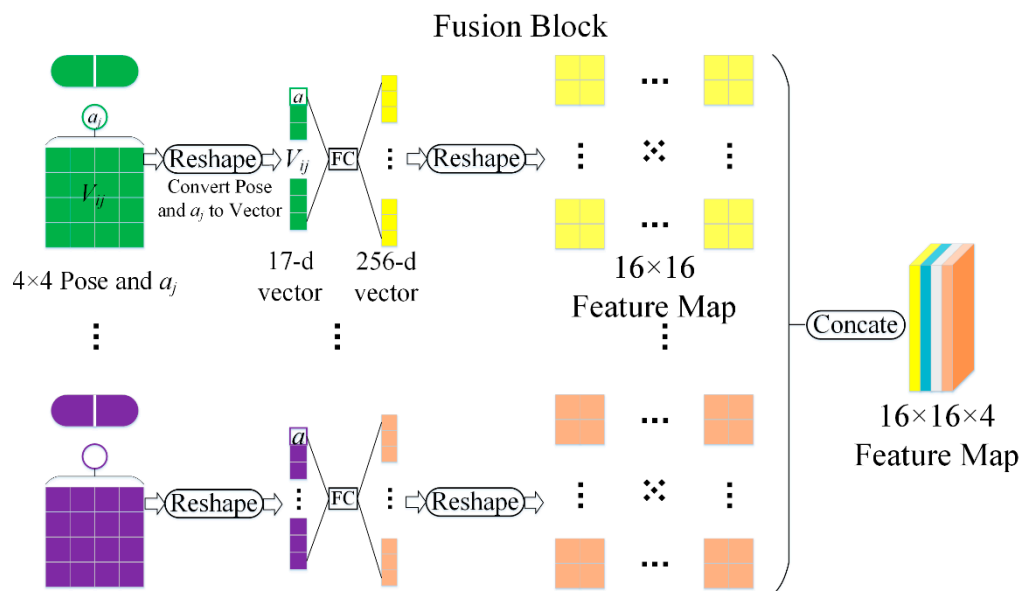 Fusion Block
a_j
a
V_ij
Reshape
V_ij
FC
Reshape
Convert Pose
and a_j to Vector
4×4 Pose and a_j
17-d
vector
256-d
vector
16×16
Feature Map
Concate
16×16×4
Feature Map
a
Reshape
FC
Reshape